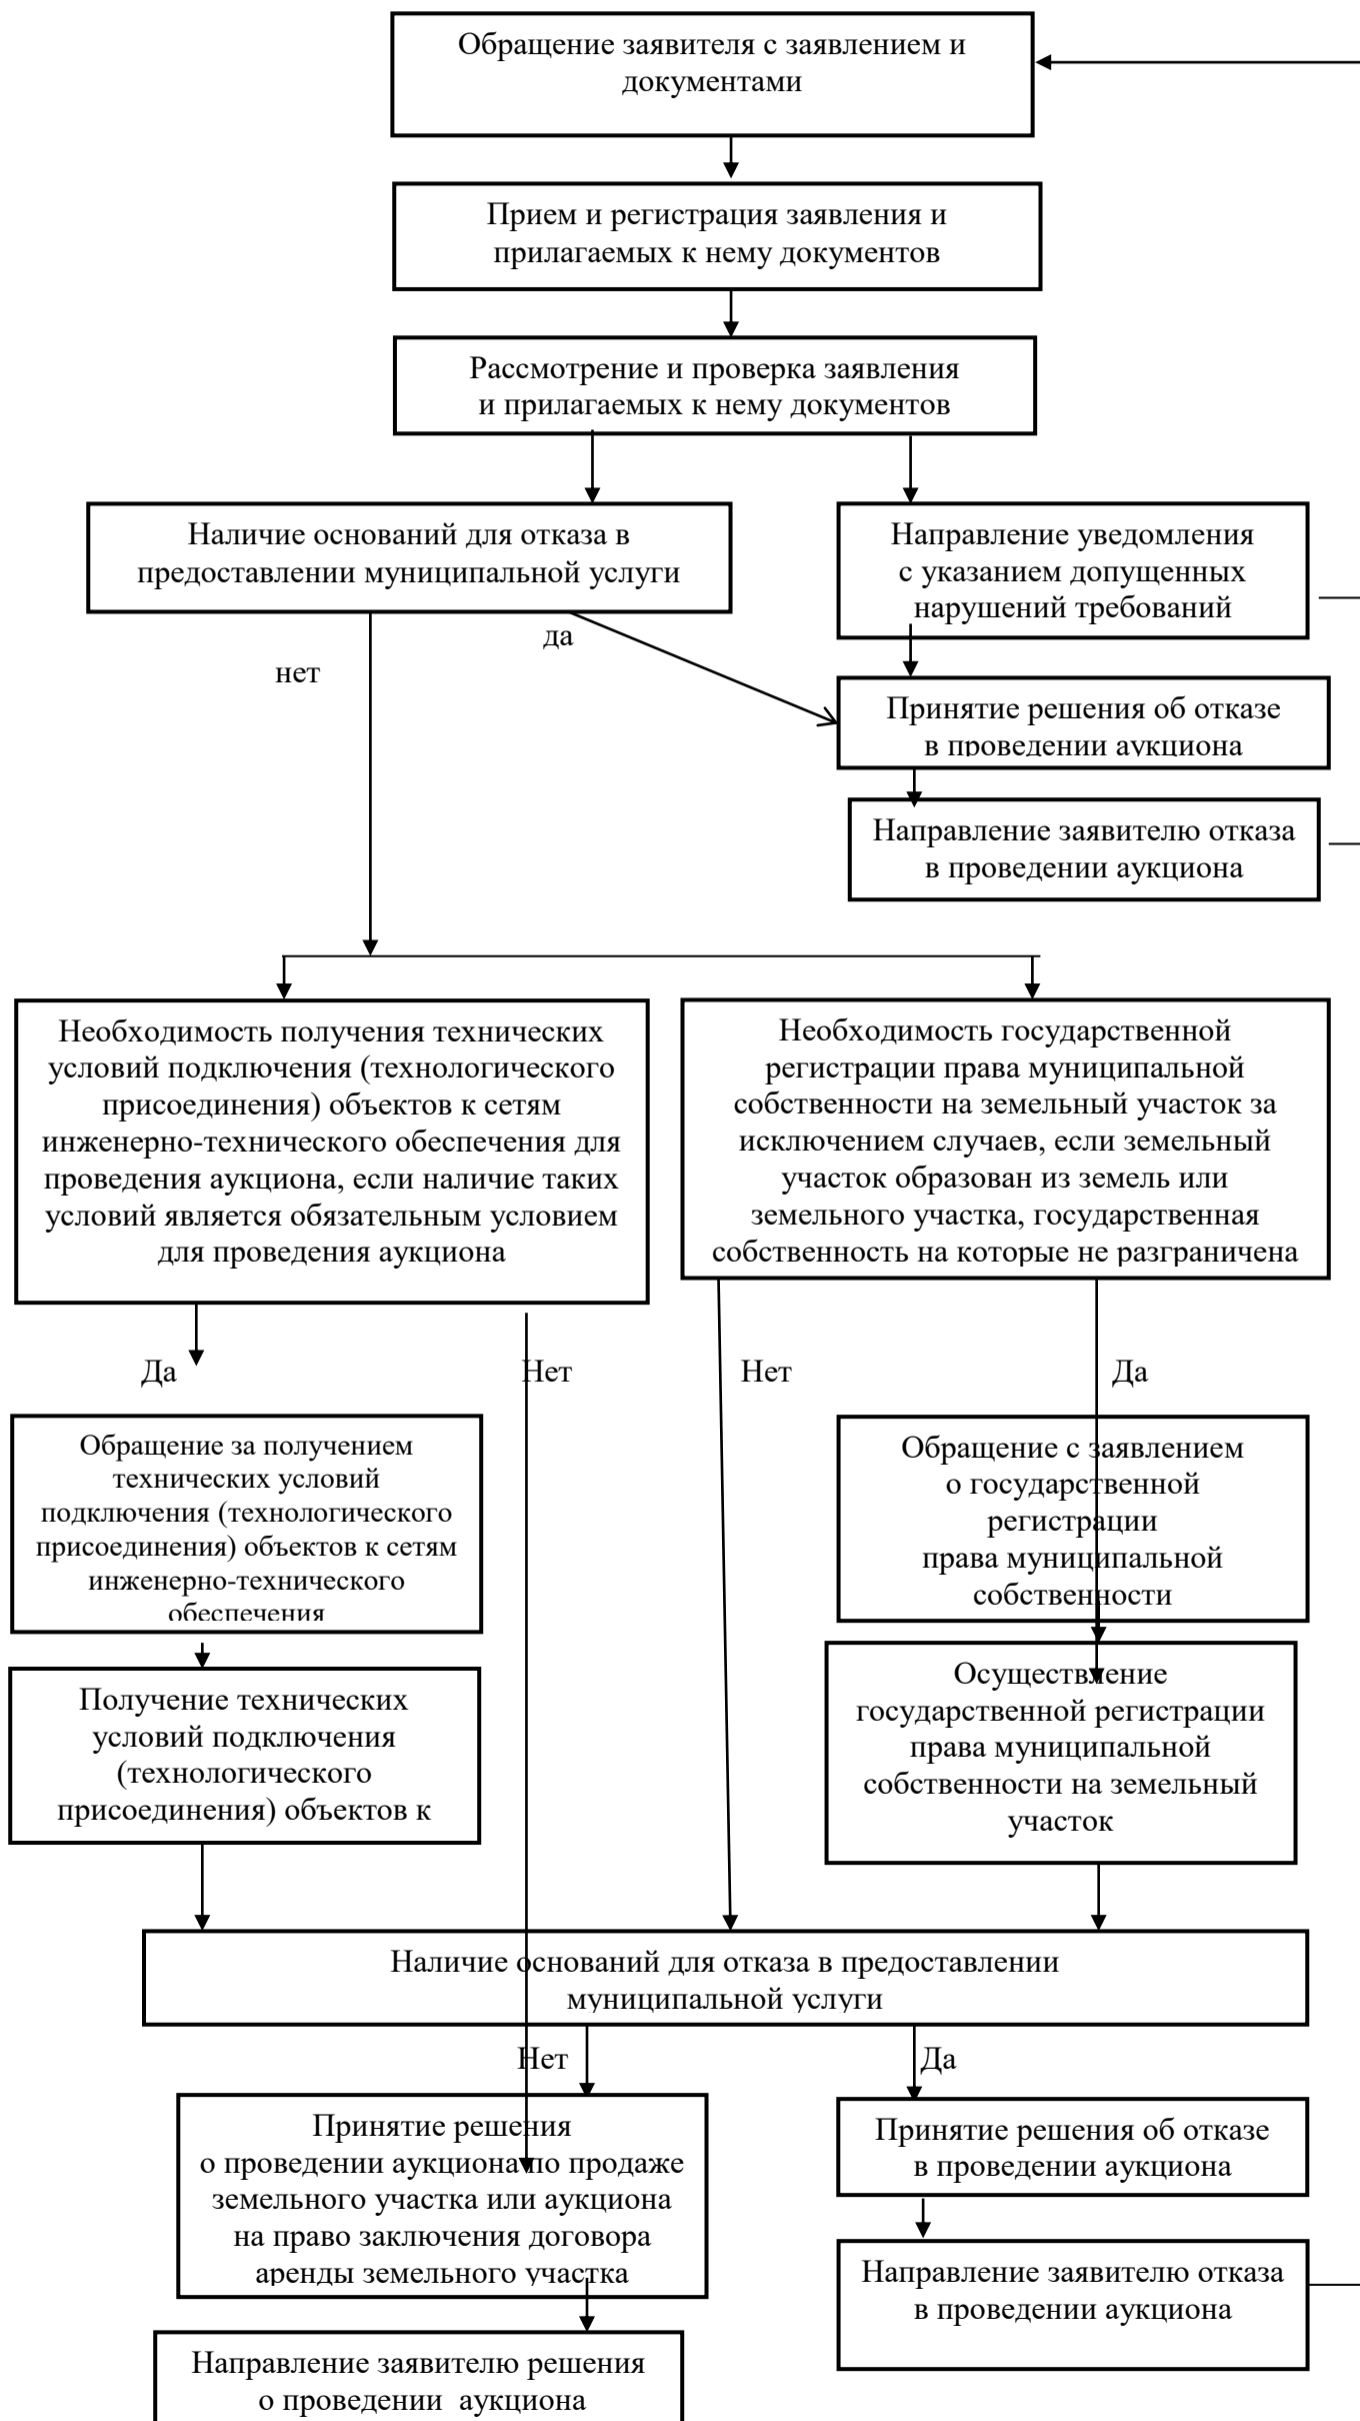 Обращение заявителя с заявлением и
документами
Прием и регистрация заявления и
прилагаемых к нему документов
Рассмотрение и проверка заявления
и прилагаемых к нему документов
Наличие оснований для отказа в
предоставлении муниципальной услуги
Направление уведомления
с указанием допущенных
нарушений требований
да
нет
Принятие решения об отказе
в проведении аукциона
Направление заявителю отказа
в проведении аукциона
Необходимость получения технических
условий подключения (технологического
присоединения) объектов к сетям
инженерно-технического обеспечения для
проведения аукциона, если наличие таких
условий является обязательным условием
для проведения аукциона
Необходимость государственной
регистрации права муниципальной
собственности на земельный участок за
исключением случаев, если земельный
участок образован из земель или
земельного участка, государственная
собственность на которые не разграничена
Да
Нет
Нет
Да
Обращение за получением
технических условий
подключения (технологического
присоединения) объектов к сетям
инженерно-технического
обеспечения
Обращение с заявлением
о государственной
регистрации
права муниципальной
собственности
Получение технических
условий подключения
(технологического
присоединения) объектов к
Осуществление
государственной регистрации
права муниципальной
собственности на земельный
участок
Наличие оснований для отказа в предоставлении
муниципальной услуги
Нет
Да
Принятие решения
о проведении аукциона по продаже
земельного участка или аукциона
на право заключения договора
аренды земельного участка
Принятие решения об отказе
в проведении аукциона
Направление заявителю отказа
в проведении аукциона
Направление заявителю решения
о проведении аукциона